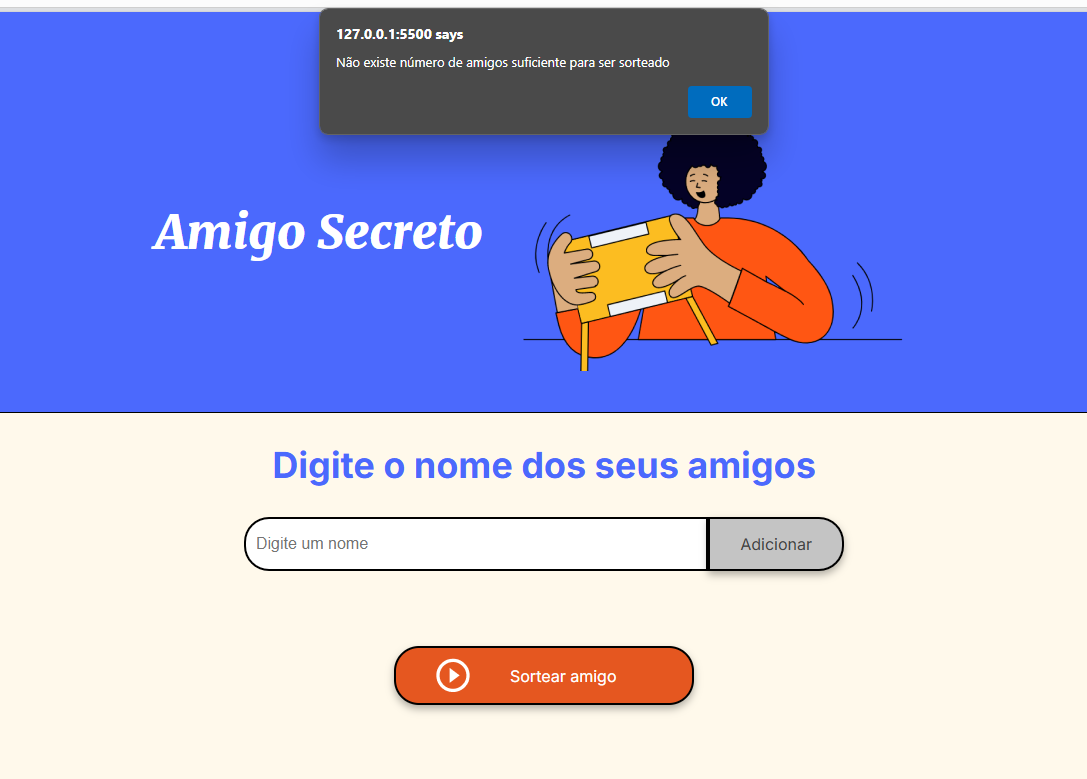 127.0.0.1:5500 says
Não existe número de amigos suficiente para ser sorteado
OK
Amigo Secreto
Digite o nome dos seus amigos
Digite um nome
Adicionar
Sortear amigo